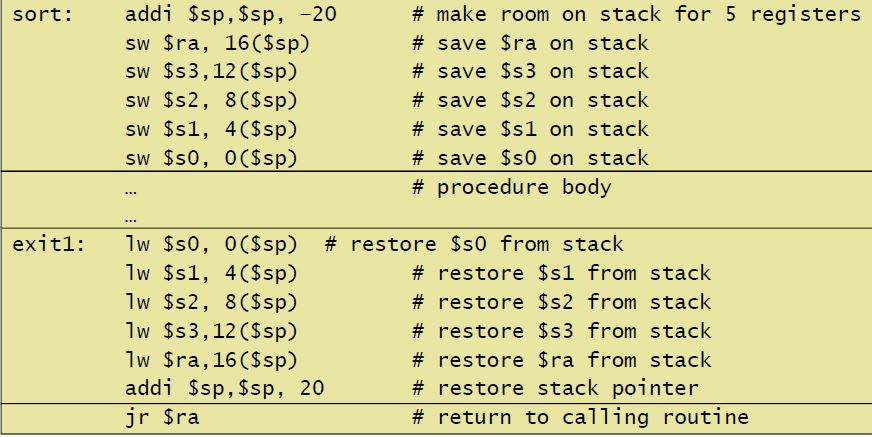 sort: addi $sp,$sp, –20 # make room on stack for 5 registers
sw $ra, 16($sp) # save $ra on stack
sw $s3,12($sp) # save $s3 on stack
sw $s2, 8($sp) # save $s2 on stack
sw $s1, 4($sp) # save $s1 on stack
sw $s0, 0($sp) # save $s0 on stack
… # procedure body
…
exit1: lw $s0, 0($sp) # restore $s0 from stack
lw $s1, 4($sp) # restore $s1 from stack
lw $s2, 8($sp) # restore $s2 from stack
lw $s3,12($sp) # restore $s3 from stack
lw $ra,16($sp) # restore $ra from stack
addi $sp,$sp, 20 # restore stack pointer
jr $ra # return to calling routine